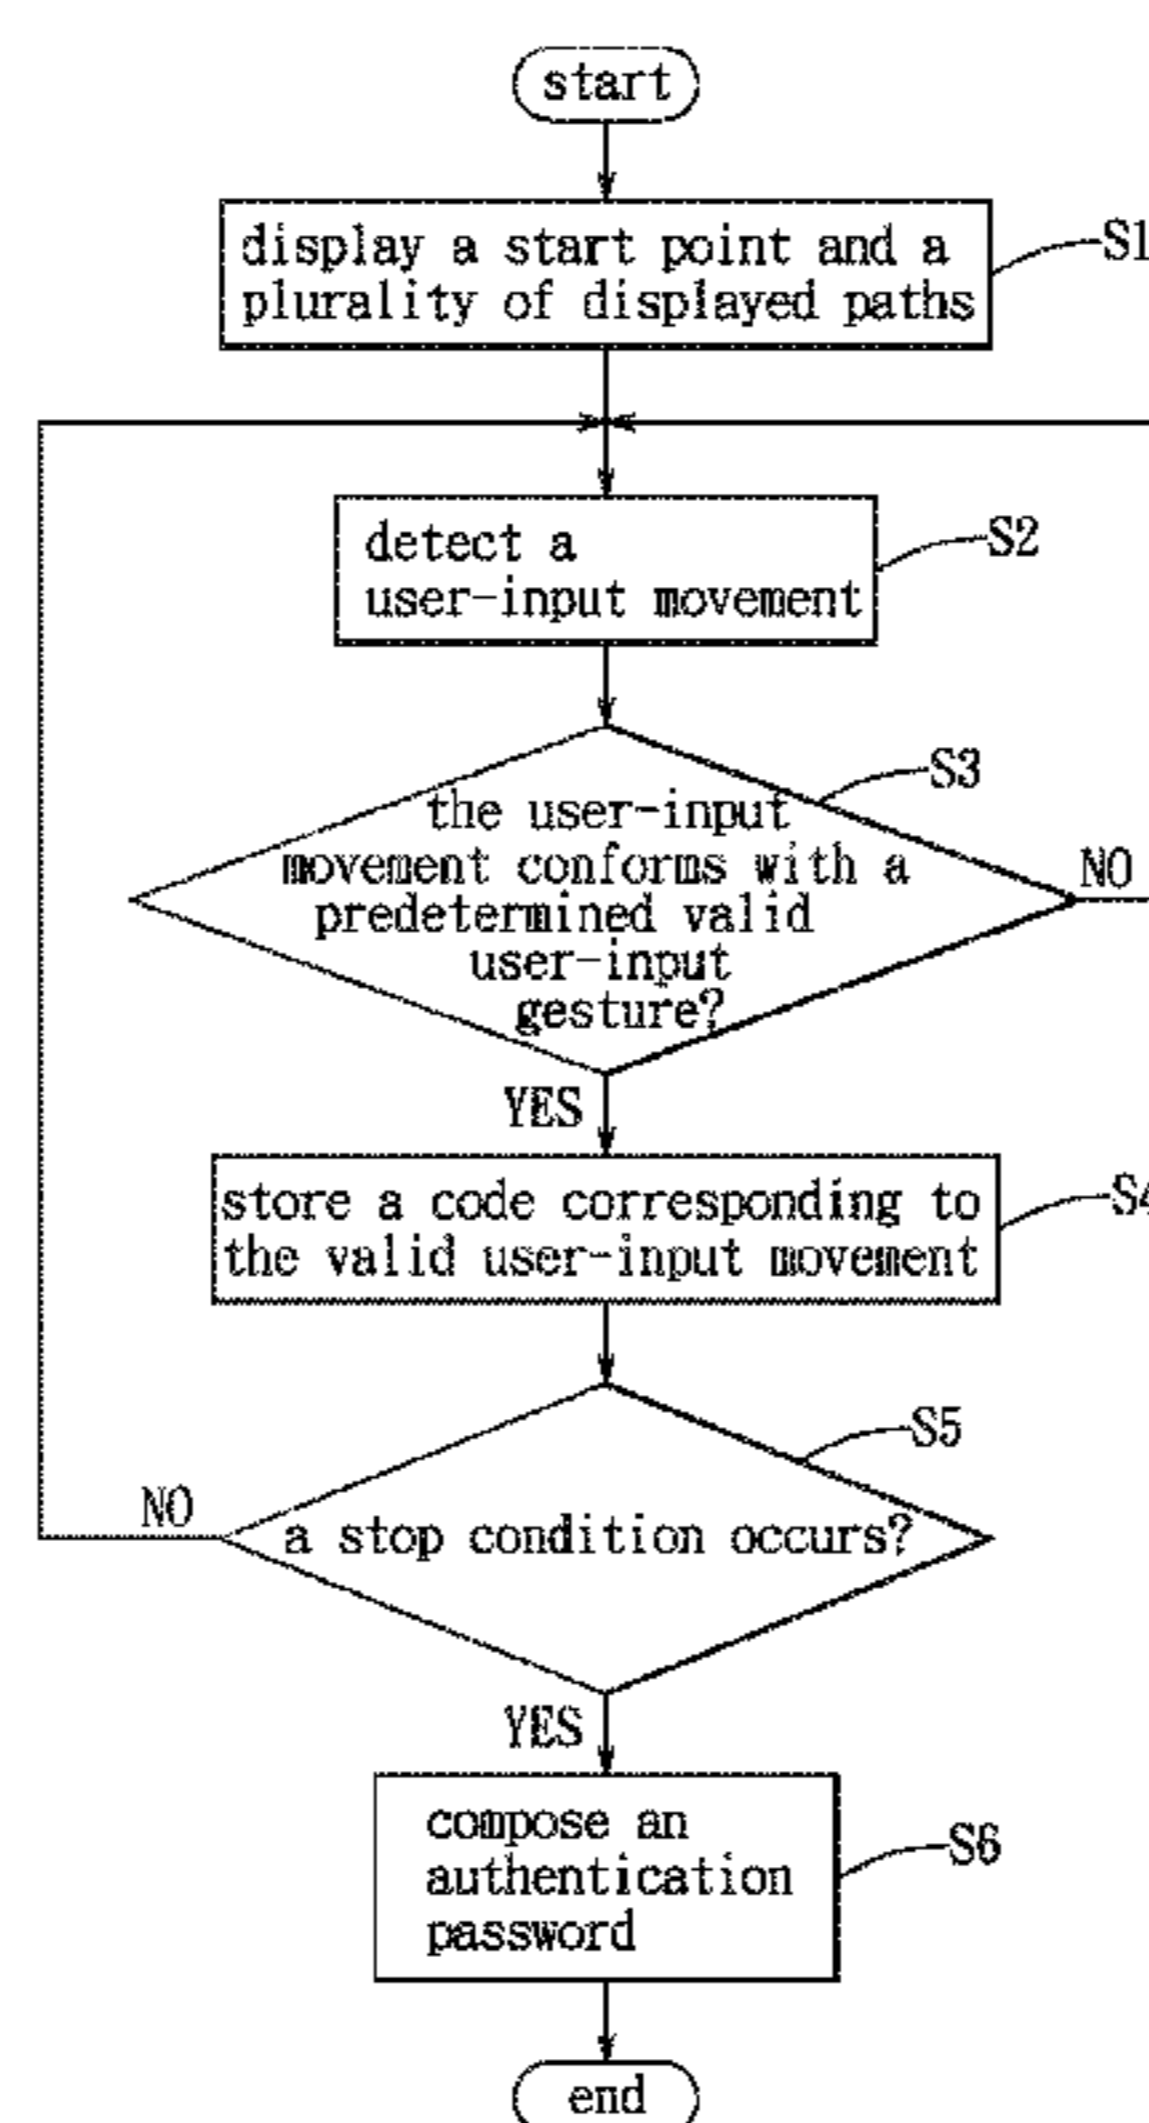 start
display a start point and a
plurality of displayed paths
S1
detect a
user-input movement
S2
S3
the user-input
movement conforms with a
predetermined valid
user-input
gesture?
NO
YES
store a code corresponding to
the valid user-input movement
S4
S5
a stop condition occurs?
NO
YES
compose an
authentication
password
S6
end